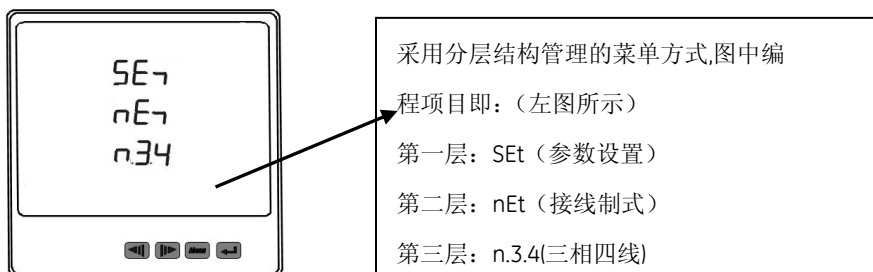 SEt
nEt
n.3.4
Menu
采用分层结构管理的菜单方式,图中编
程项目即:（左图所示）
第一层：SEt（参数设置）
第二层：nEt（接线制式）
第三层：n.3.4(三相四线)